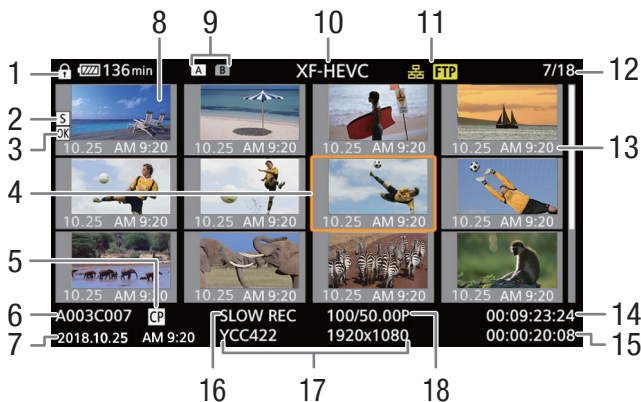 8 9 10 11
1 136 min A B XF-HEVC FTP 7/18 12
2 S
3 OK 10.25 AM 9:20 10.25 AM 9:20 10.25 AM 9:20 10.25 AM 9:20 13
4
10.25 AM 9:20 10.25 AM 9:20 10.25 AM 9:20 10.25 AM 9:20
5
10.25 AM 9:20 10.25 AM 9:20 10.25 AM 9:20 10.25 AM 9:20
6 A003C007 CP SLOW REC 100/50.00P 00:09:23:24 14
7 2018.10.25 AM 9:20 YCC422 1920x1080 00:00:20:08 15
16 17 18